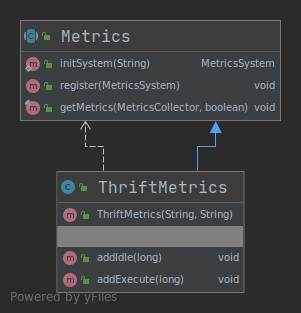 Metrics
initSystem(String) MetricsSystem
register(MetricsSystem) void
getMetrics(MetricsCollector, boolean) void
ThriftMetrics
ThriftMetrics(String, String)
addIdle(long) void
addExecute(long) void
Powered by yFiles